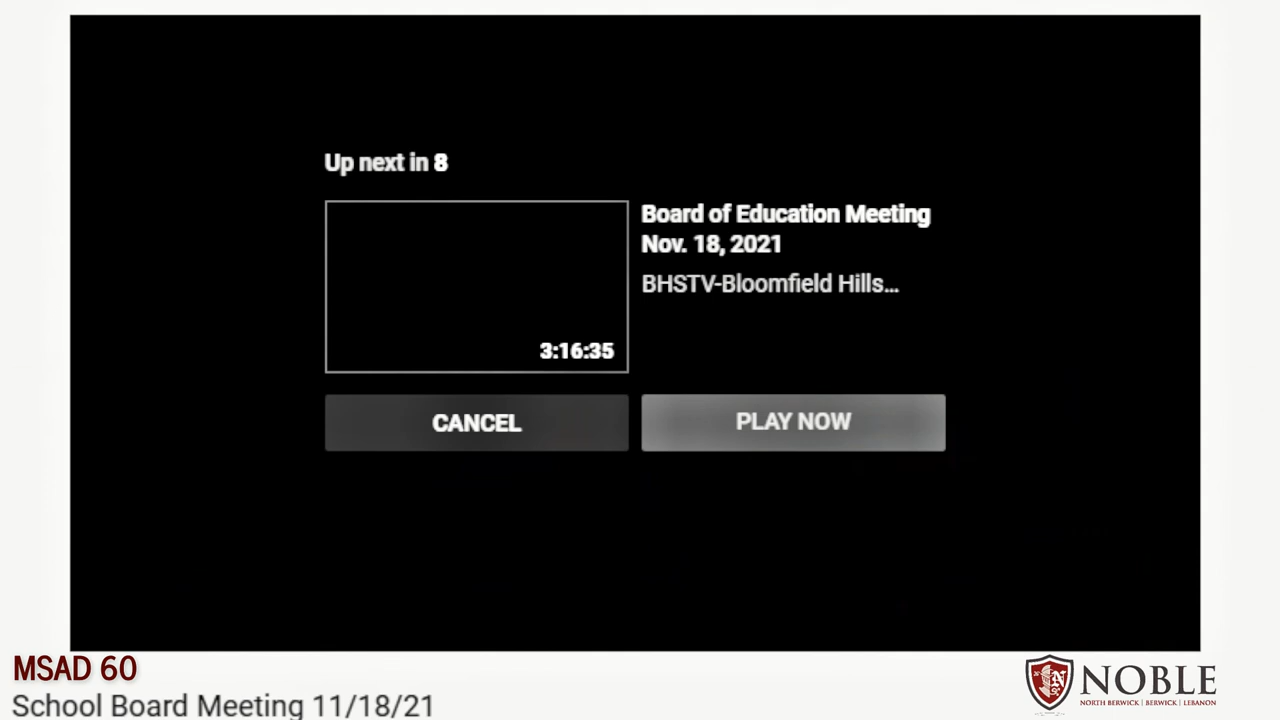 Up next in 8
Board of Education Meeting
Nov. 18, 2021
BHSTV-Bloomfield Hills...
3:16:35
CANCEL
PLAY NOW
MSAD 60
School Board Meeting 11/18/21
NOBLE
NORTH BERWICK | BERWICK | LEBANON